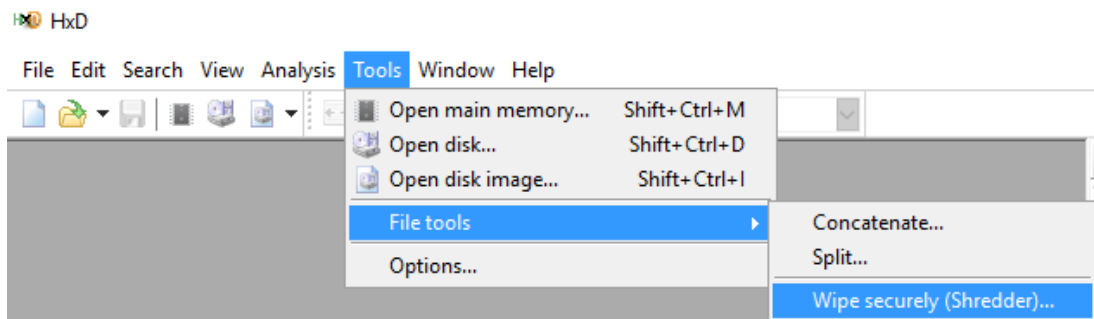 HxD HxD
File Edit Search View Analysis Tools Window Help
Open main memory... Shift+Ctrl+M
Open disk... Shift+Ctrl+D
Open disk image... Shift+Ctrl+I
File tools
Concatenate...
Split...
Options...
Wipe securely (Shredder)...